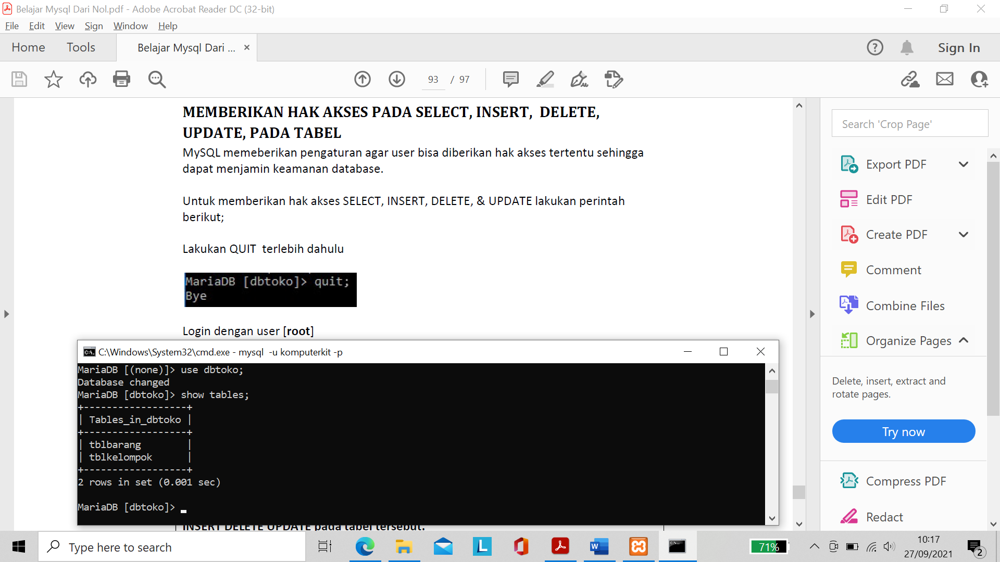 Belajar Mysql Dari Nol.pdf - Adobe Acrobat Reader DC (32-bit)
File Edit View Sign Window Help
Home Tools Belajar Mysql Dari ... × Sign In
93 / 97
MEMBERIKAN HAK AKSES PADA SELECT, INSERT, DELETE,
UPDATE, PADA TABEL
MySQL memeberikan pengaturan agar user bisa diberikan hak akses tertentu sehingga
dapat menjamin keamanan database.
Untuk memberikan hak akses SELECT, INSERT, DELETE, & UPDATE lakukan perintah
berikut;
Lakukan QUIT terlebih dahulu
MariaDB [dbtoko]> quit;
Bye
Login dengan user [root]
C:\Windows\System32\cmd.exe - mysql -u komputerkit -p
MariaDB [(none)]> use dbtoko;
Database changed
MariaDB [dbtoko]> show tables;
+------------------+
| Tables_in_dbtoko |
+------------------+
| tblbarang        |
| tblkelompok      |
+------------------+
2 rows in set (0.001 sec)
MariaDB [dbtoko]>
INSERT DELETE UPDATE pada tabel tersebut.
Search 'Crop Page'
Export PDF
Edit PDF
Create PDF
Comment
Combine Files
Organize Pages
Delete, insert, extract and
rotate pages.
Try now
Compress PDF
Redact
Type here to search
71%
10:17
27/09/2021
2